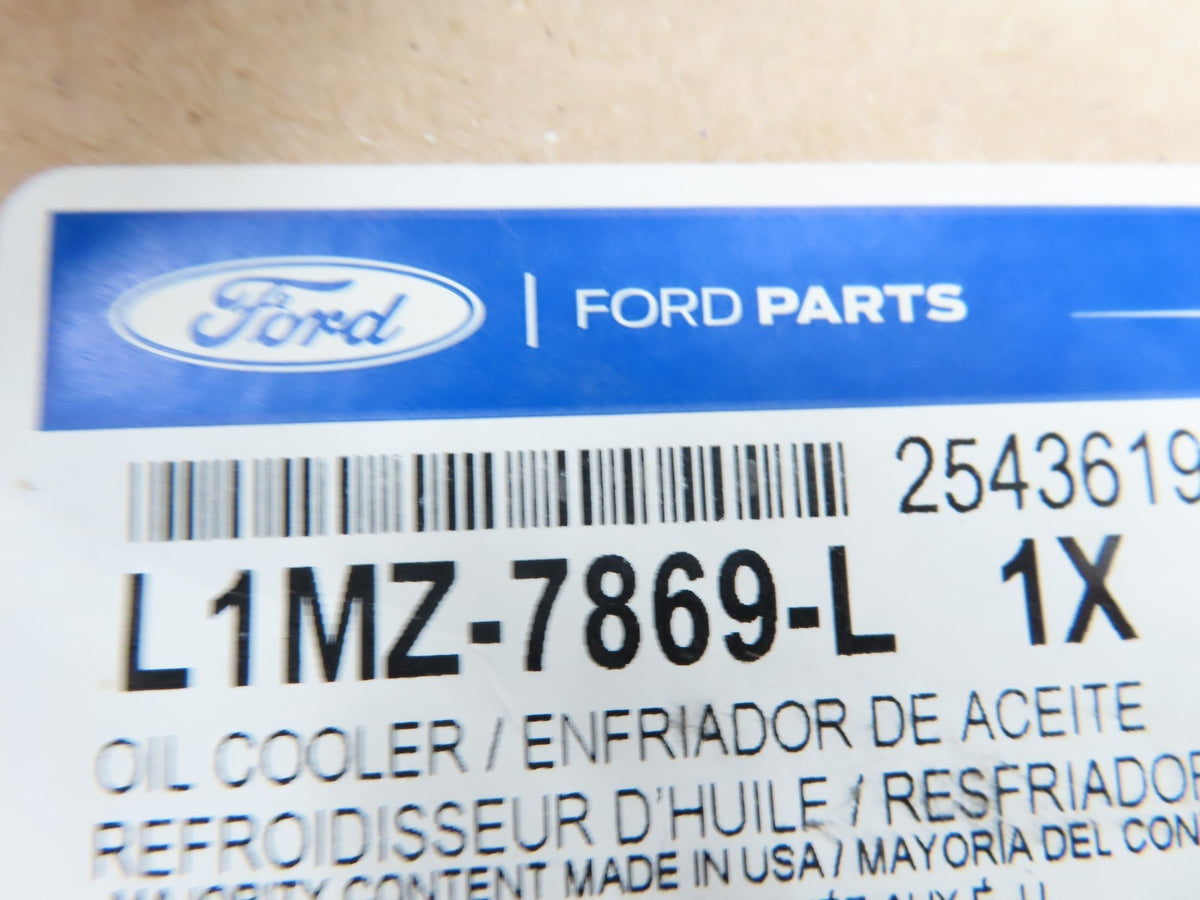 Ford | FORD PARTS
2543619
L1MZ-7869-L 1X
OIL COOLER / ENFRIADOR DE ACEITE
REFROIDISSEUR D'HUILE / RESFRIADOR
MAJORITY CONTENT MADE IN USA / MAYORÍA DEL CON
AUX É.-U.